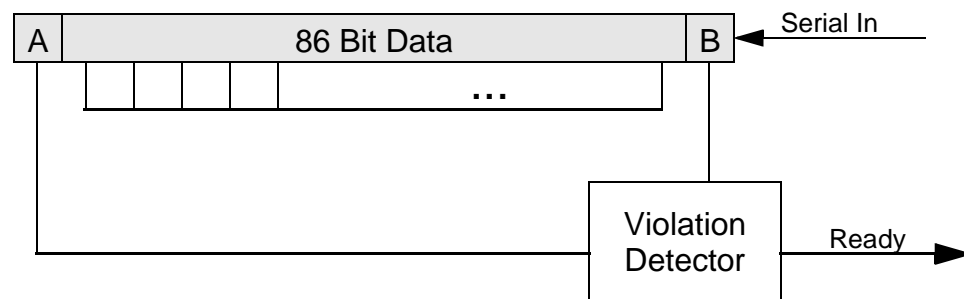 A 86 Bit Data B Serial In
...
Violation
Detector
Ready